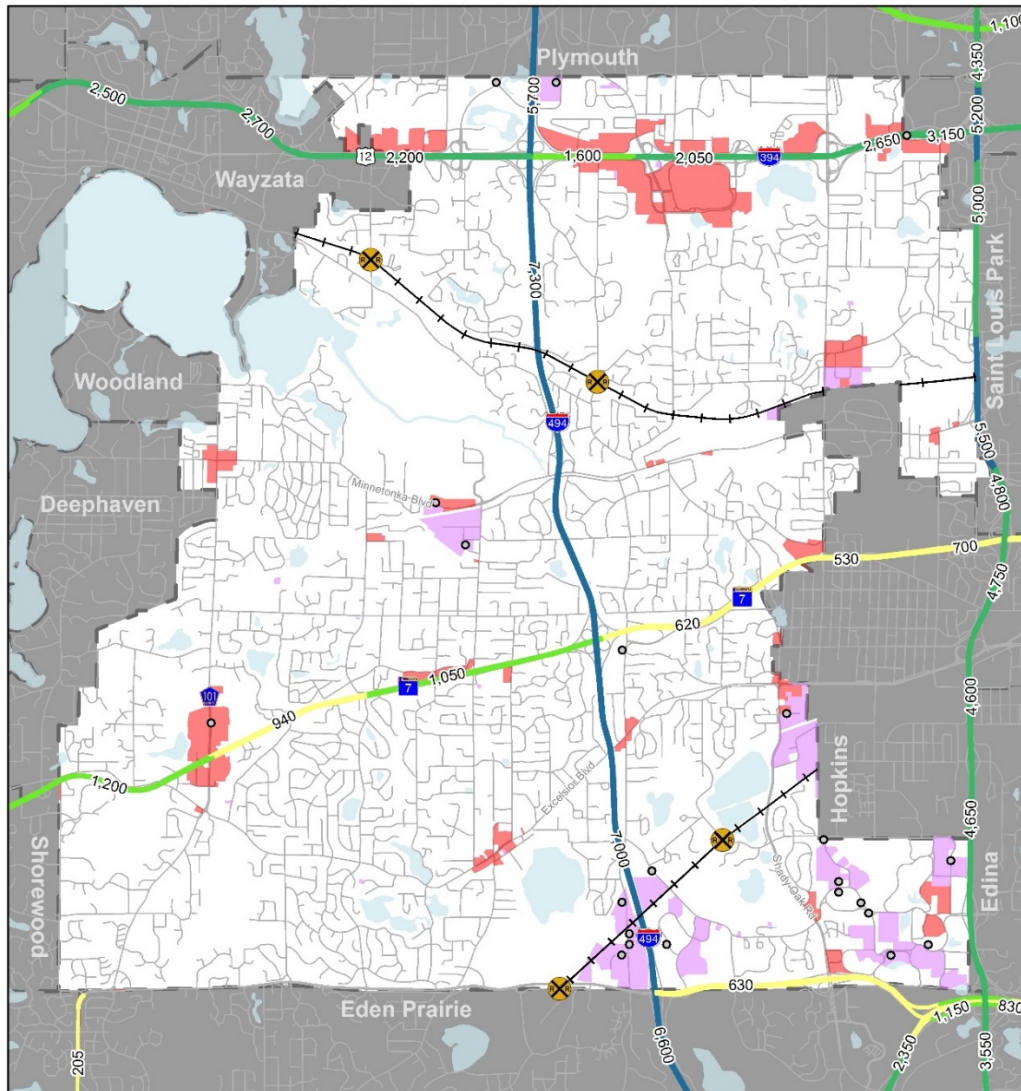 1,100
4,350
Plymouth
5,700
2,500
5,200
2,700
3,150
2,650
12
2,200
1,600
2,050
394
Wayzata
5,000
7,300
Saint Louis Park
R R
R R
Woodland
494
5,500
Minnetonka Blvd
4,800
Deephaven
700
530
4,750
7
620
7
1,050
101
940
4,600
Excelsior Blvd
1,200
Hopkins
4,650
7,000
R R
Shorewood
Shady Oak Rd
Edina
494
R R
630
Eden Prairie
830
1,150
205
6,900
2,350
3,550